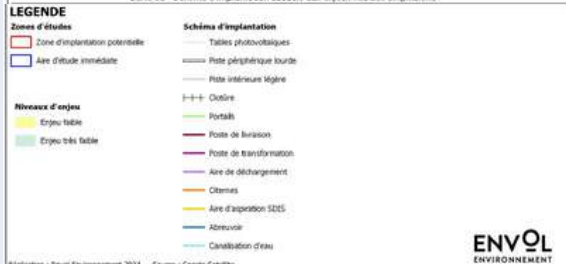 LEGENDE
Zones d'études
Zone d'implantation potentielle
Aire d'étude immédiate
Niveaux d'enjeu
Enjeu faible
Enjeu très faible
Schéma d'implantation
Tables photovoltaïques
Piste périphérique lourde
Piste intérieure légère
Clotûre
Portails
Poste de livraison
Poste de transformation
Aire de déchargement
Citernes
Aire d'aspiration SDIS
Abreuvoir
Canalisation d'eau
ENVOL
ENVIRONNEMENT